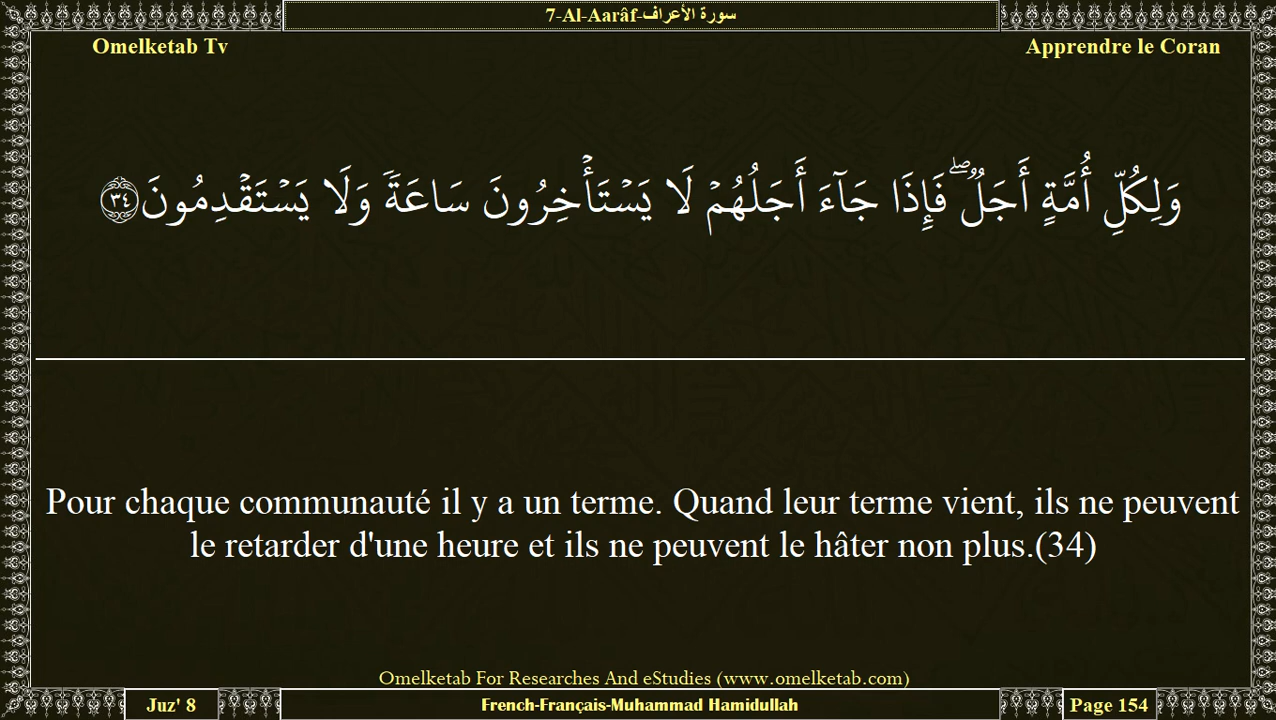 7-Al-Aarâf-سورة الأعراف
Omelketab Tv
Apprendre le Coran
وَلِكُلِّ أُمَّةٍ أَجَلٌۭ ۖ فَإِذَا جَآءَ أَجَلُهُمْ لَا يَسْتَأْخِرُونَ سَاعَةًۭ ۖ وَلَا يَسْتَقْدِمُونَ ٣٤
Pour chaque communauté il y a un terme. Quand leur terme vient, ils ne peuvent
le retarder d'une heure et ils ne peuvent le hâter non plus.(34)
Omelketab For Researches And eStudies (www.omelketab.com)
Juz' 8
French-Français-Muhammad Hamidullah
Page 154